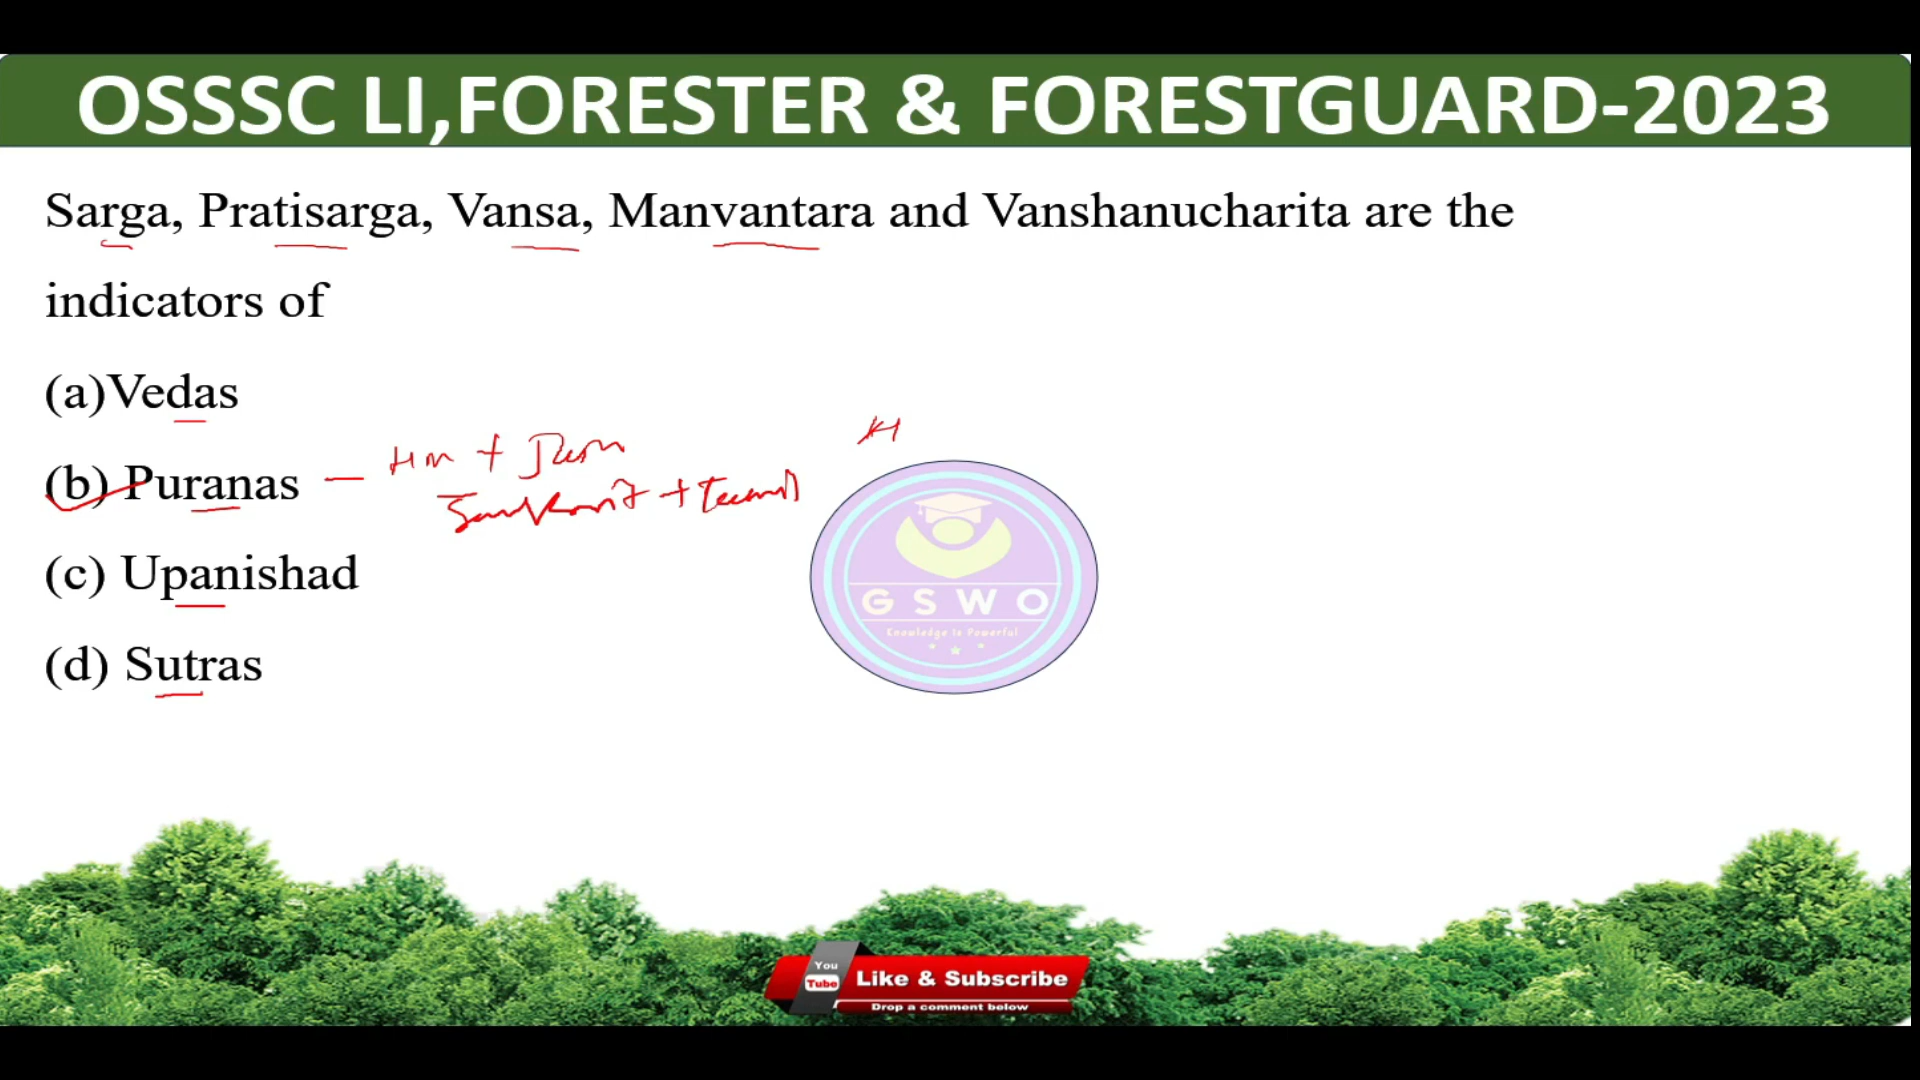 OSSSC LI,FORESTER & FORESTGUARD-2023
Sarga, Pratisarga, Vansa, Manvantara and Vanshanucharita are the
indicators of
(a)Vedas
(b) Puranas
(c) Upanishad
(d) Sutras
GSWO
Knowledge is Powerful
You
Tube
Like & Subscribe
Drop a comment below